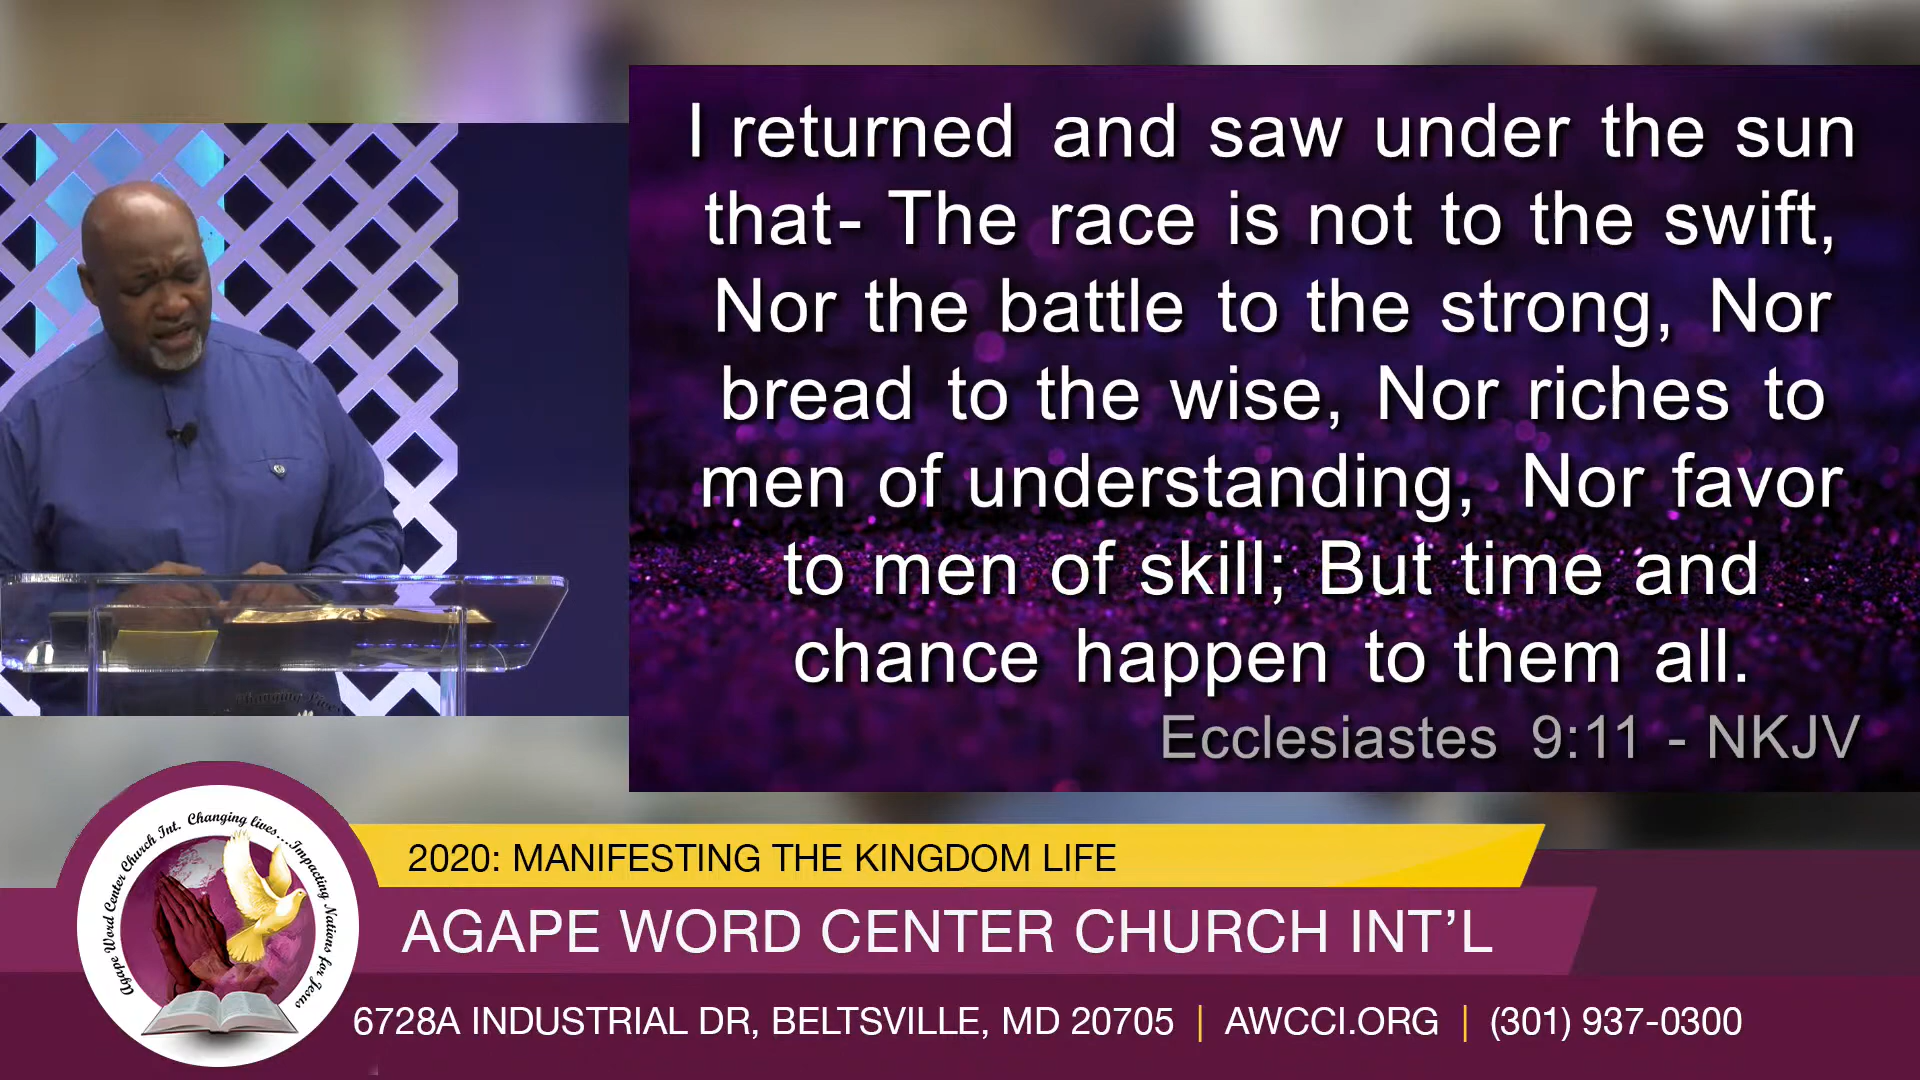 I returned and saw under the sun
that- The race is not to the swift,
Nor the battle to the strong, Nor
bread to the wise, Nor riches to
men of understanding, Nor favor
to men of skill; But time and
chance happen to them all.
Ecclesiastes 9:11 - NKJV
Changing Lives
Agape Word Center Church Int. Changing lives...Impacting Nations for Jesus
2020: MANIFESTING THE KINGDOM LIFE
AGAPE WORD CENTER CHURCH INT'L
6728A INDUSTRIAL DR, BELTSVILLE, MD 20705 | AWCCI.ORG | (301) 937-0300